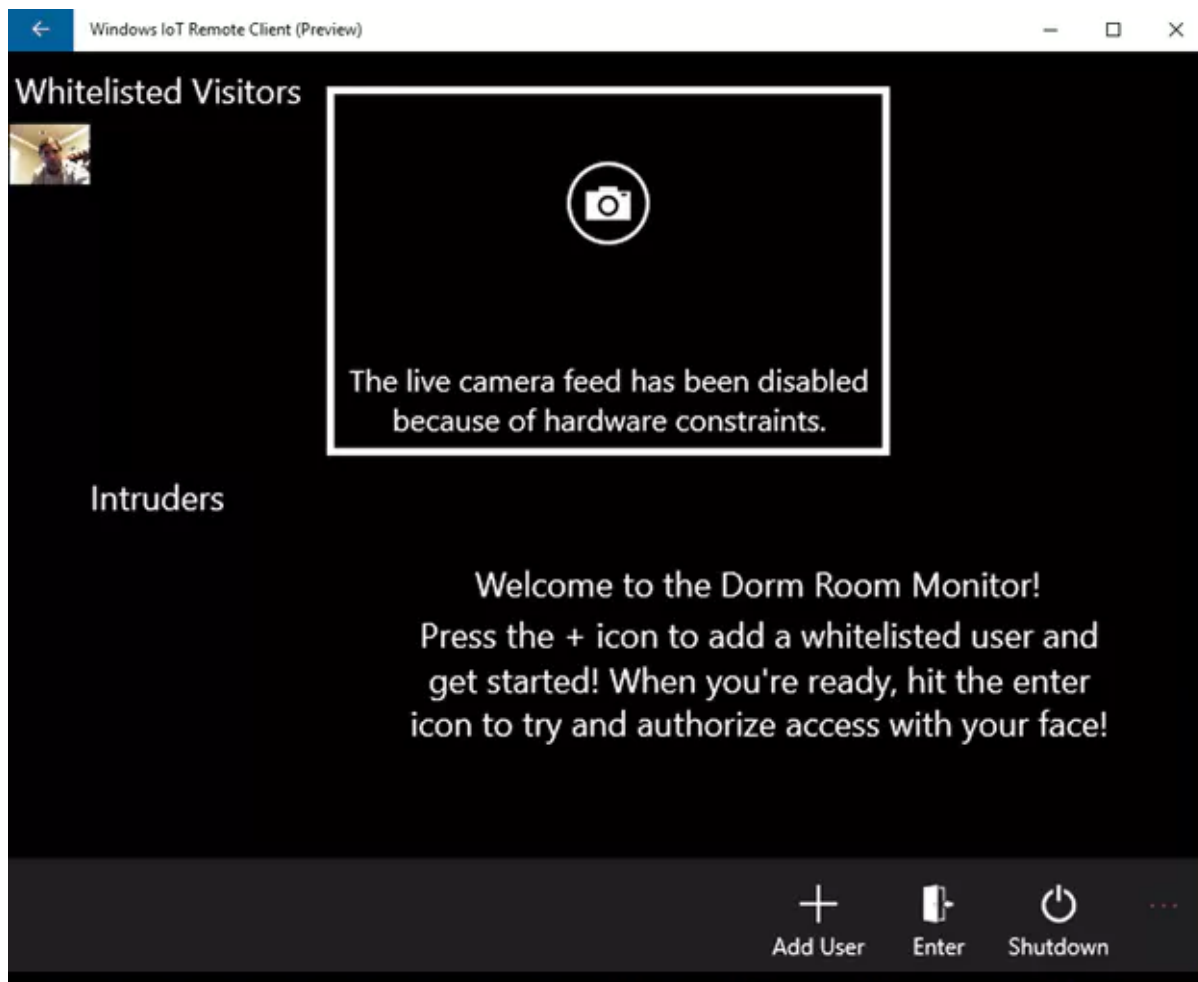 Windows IoT Remote Client (Preview)
Whitelisted Visitors
The live camera feed has been disabled
because of hardware constraints.
Intruders
Welcome to the Dorm Room Monitor!
Press the + icon to add a whitelisted user and
get started! When you're ready, hit the enter
icon to try and authorize access with your face!
Add User
Enter
Shutdown
...